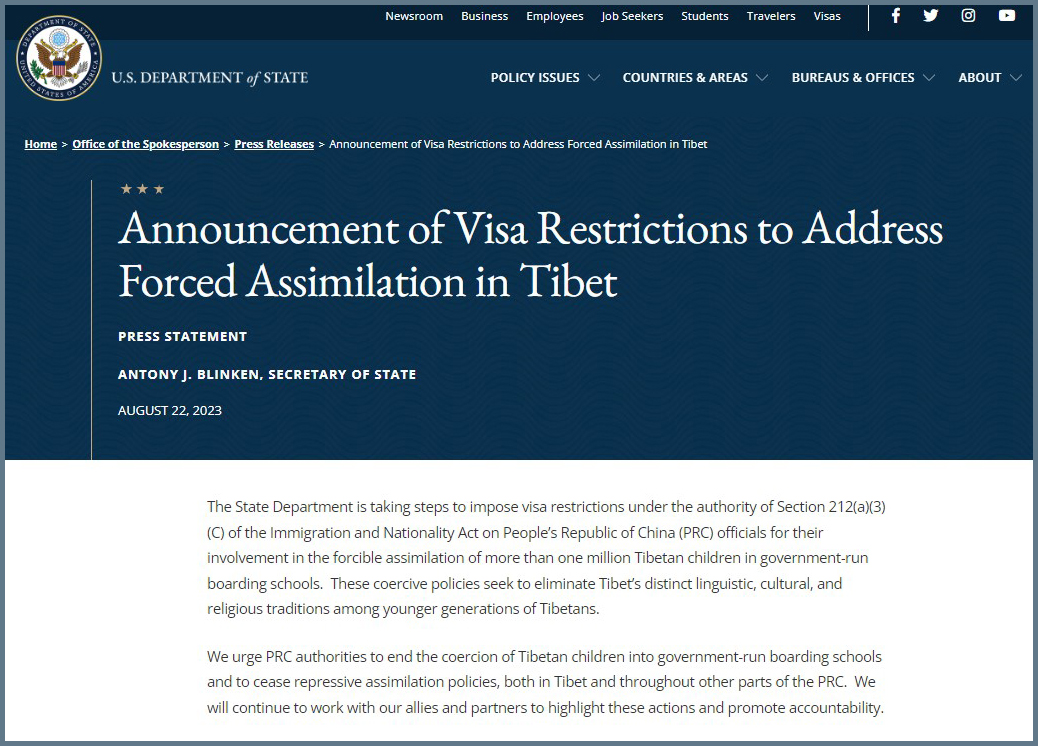 Newsroom Business Employees Job Seekers Students Travelers Visas
U.S. DEPARTMENT of STATE
POLICY ISSUES COUNTRIES & AREAS BUREAUS & OFFICES ABOUT
Home > Office of the Spokesperson > Press Releases > Announcement of Visa Restrictions to Address Forced Assimilation in Tibet
Announcement of Visa Restrictions to Address
Forced Assimilation in Tibet
PRESS STATEMENT
ANTONY J. BLINKEN, SECRETARY OF STATE
AUGUST 22, 2023
The State Department is taking steps to impose visa restrictions under the authority of Section 212(a)(3)
(C) of the Immigration and Nationality Act on People’s Republic of China (PRC) officials for their
involvement in the forcible assimilation of more than one million Tibetan children in government-run
boarding schools.  These coercive policies seek to eliminate Tibet’s distinct linguistic, cultural, and
religious traditions among younger generations of Tibetans.
We urge PRC authorities to end the coercion of Tibetan children into government-run boarding schools
and to cease repressive assimilation policies, both in Tibet and throughout other parts of the PRC.  We
will continue to work with our allies and partners to highlight these actions and promote accountability.
DEPARTMENT OF STATE
UNITED STATES OF AMERICA